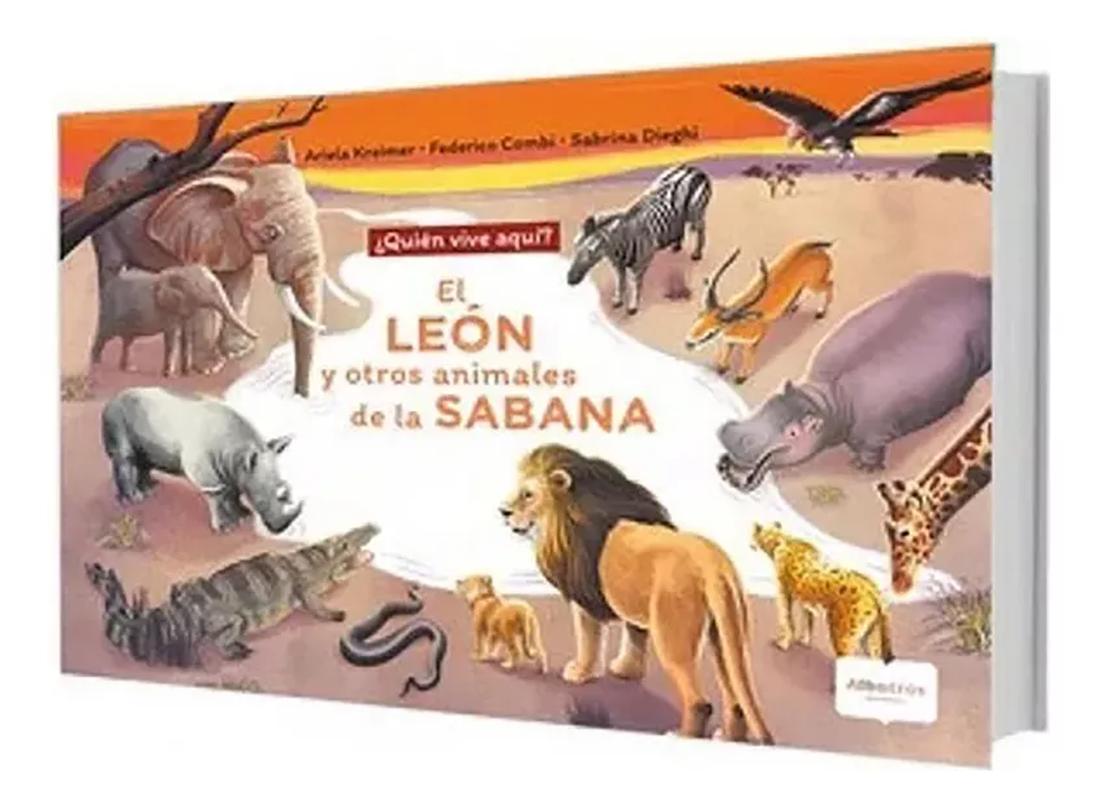 Ariela Kreimer · Federico Combi · Sabrina Dieghi
¿Quién vive aquí?
El
LEÓN
y otros animales
de la SABANA
Albatros